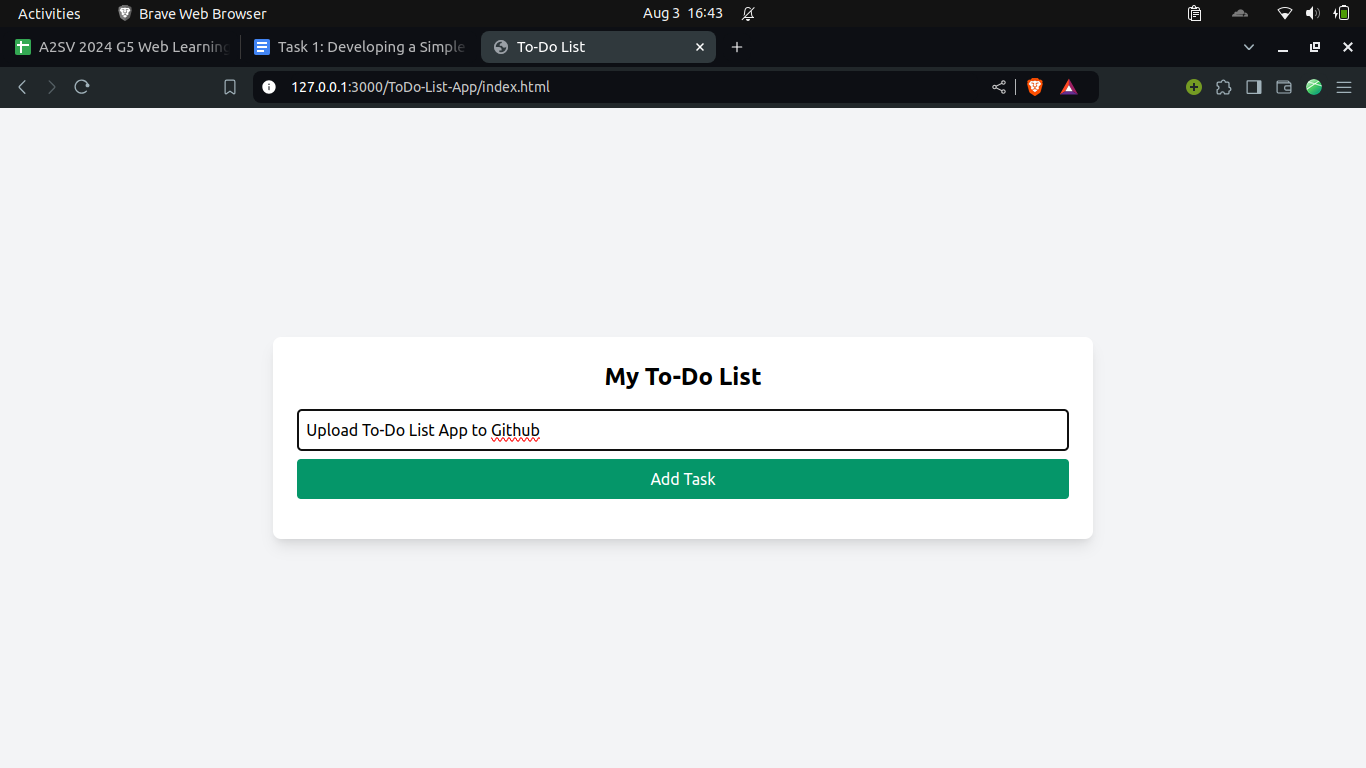 Activities
Brave Web Browser
Aug 3 16:43
A2SV 2024 G5 Web Learning
Task 1: Developing a Simple
To-Do List
127.0.0.1:3000/ToDo-List-App/index.html
My To-Do List
Upload To-Do List App to Github
Add Task